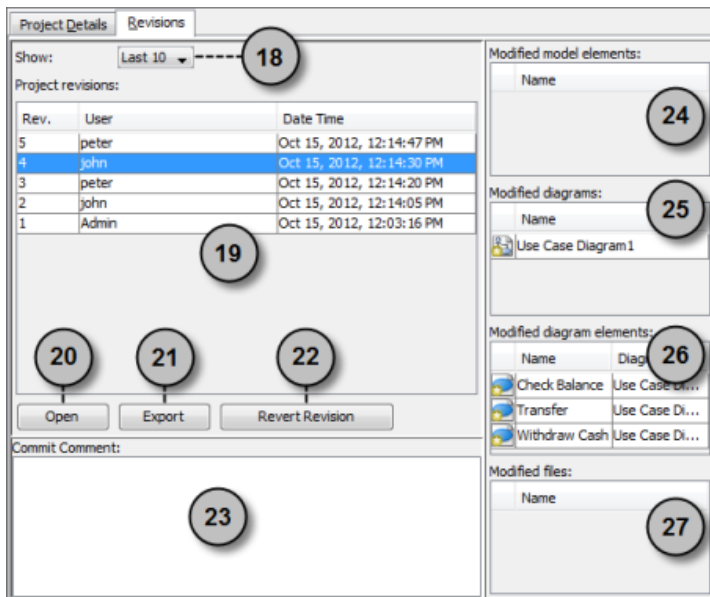 Project Details
Revisions
Show:
Last 10
18
Project revisions:
Rev. User Date Time
5 peter Oct 15, 2012, 12:14:47 PM
4 john Oct 15, 2012, 12:14:30 PM
3 peter Oct 15, 2012, 12:14:20 PM
2 john Oct 15, 2012, 12:14:05 PM
1 Admin Oct 15, 2012, 12:03:16 PM
19
20 21 22
Open Export Revert Revision
Commit Comment:
23
Modified model elements:
Name
24
Modified diagrams:
Name
25
Use Case Diagram1
Modified diagram elements:
26
Name
Check Balance Use Case Di...
Transfer Use Case Di...
Withdraw Cash Use Case Di...
Modified files:
Name
27